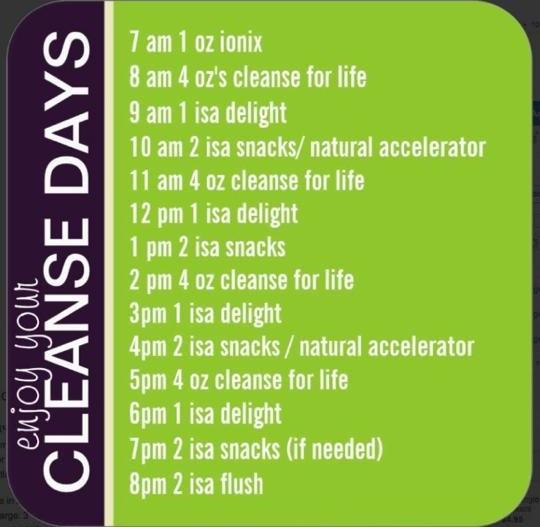 enjoy your
CLEANSE DAYS
7 am 1 oz ionix
8 am 4 oz's cleanse for life
9 am 1 isa delight
10 am 2 isa snacks/ natural accelerator
11 am 4 oz cleanse for life
12 pm 1 isa delight
1 pm 2 isa snacks
2 pm 4 oz cleanse for life
3pm 1 isa delight
4pm 2 isa snacks / natural accelerator
5pm 4 oz cleanse for life
6pm 1 isa delight
7pm 2 isa snacks (if needed)
8pm 2 isa flush